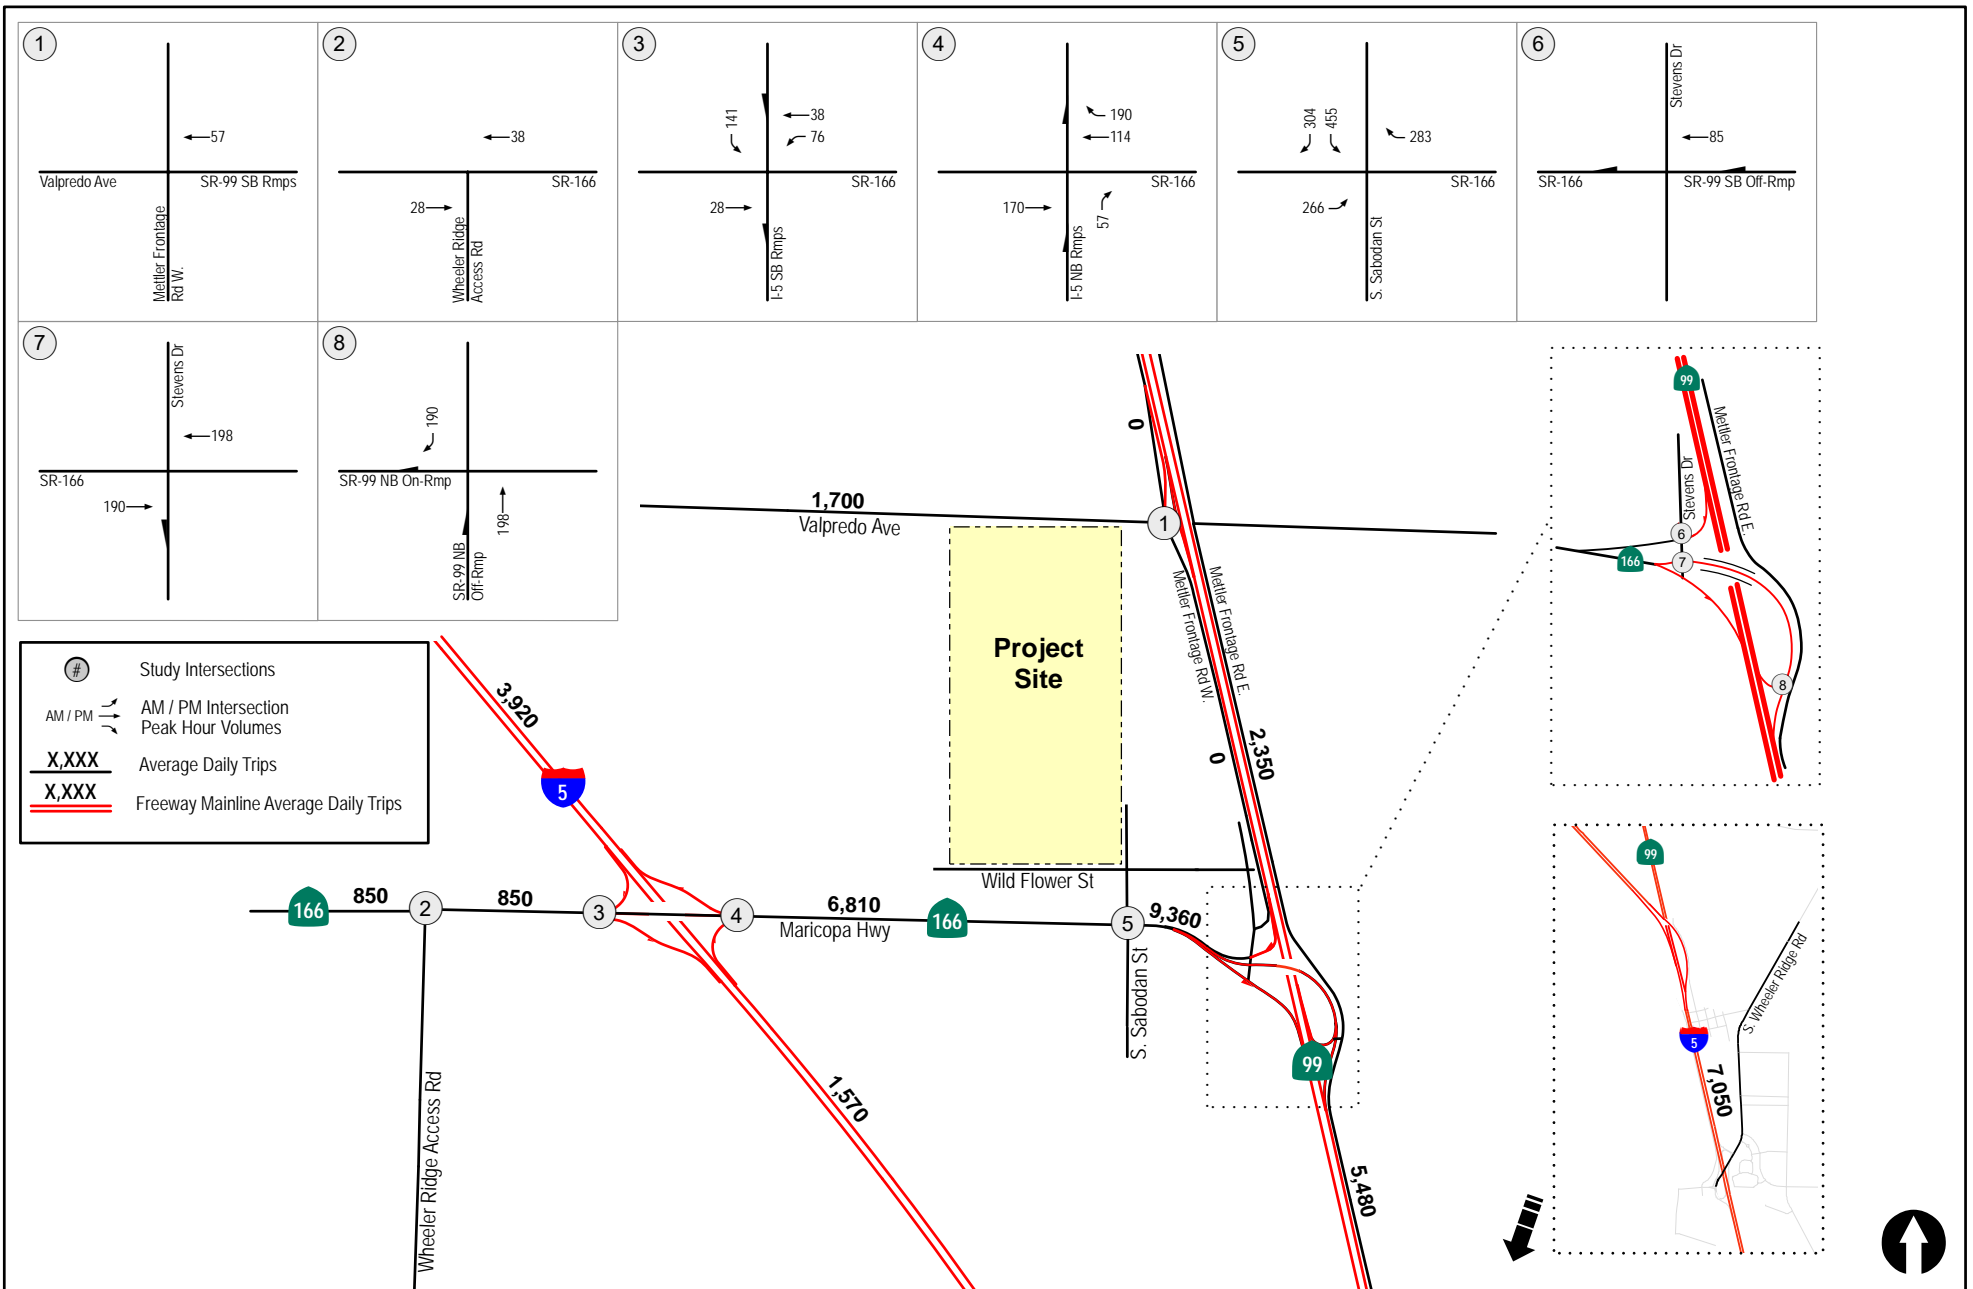 1
57
Valpredo Ave
SR-99 SB Rmps
Mettler Frontage
Rd W.
2
38
SR-166
28
Wheeler Ridge
Access Rd
3
141
38
76
SR-166
28
I-5 SB Rmps
4
190
114
SR-166
170
57
I-5 NB Rmps
5
304
455
283
SR-166
266
S. Sabodan St
6
Stevens Dr
85
SR-166
SR-99 SB Off-Rmp
7
Stevens Dr
198
SR-166
190
8
190
SR-99 NB On-Rmp
198
SR-99 NB
Off-Rmp
# Study Intersections
AM / PM
AM / PM Intersection
Peak Hour Volumes
X,XXX Average Daily Trips
X,XXX Freeway Mainline Average Daily Trips
0
1,700
Valpredo Ave
1
Mettler Frontage Rd W.
Mettler Frontage Rd E.
Project
Site
2,350
0
3,920
5
Wild Flower St
166
850
2
850
3
4
6,810
Maricopa Hwy
166
5
9,360
S. Sabodan St
99
1,570
Wheeler Ridge Access Rd
5,480
99
Mettler Frontage Rd E.
Stevens Dr
6
166
7
8
99
S. Wheeler Ridge Rd
5
7,050